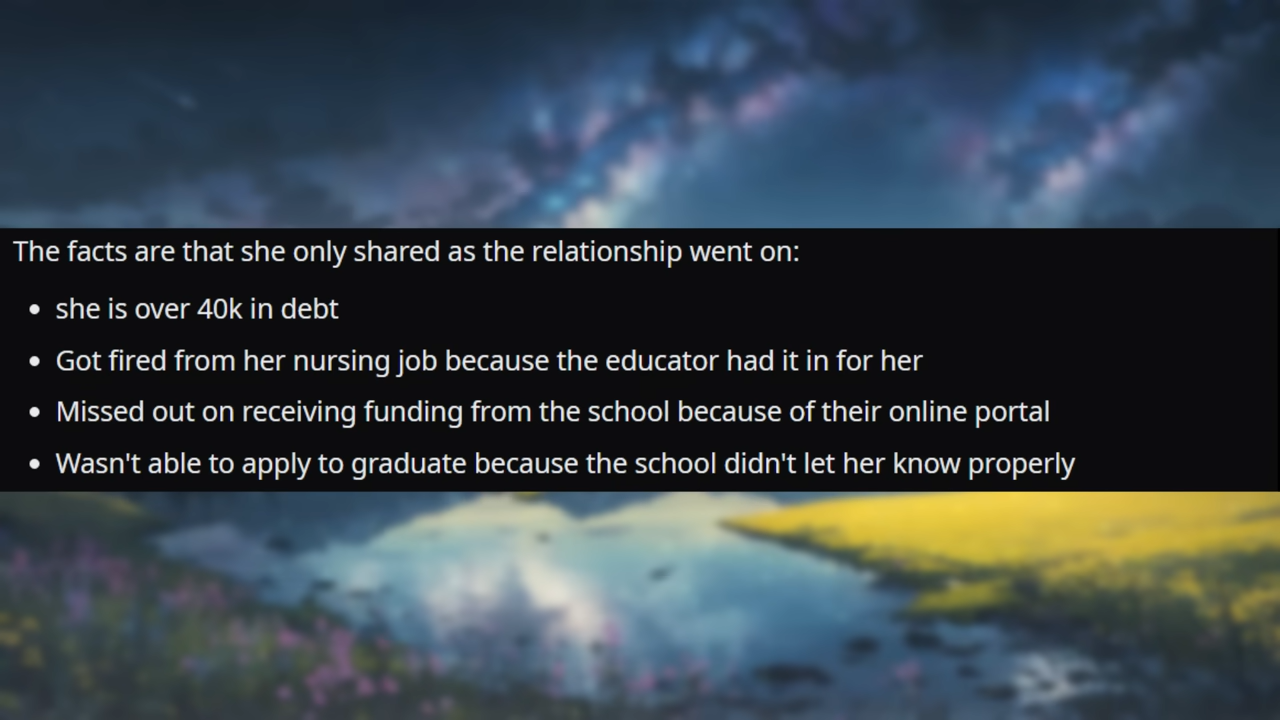 The facts are that she only shared as the relationship went on:
• she is over 40k in debt
• Got fired from her nursing job because the educator had it in for her
• Missed out on receiving funding from the school because of their online portal
• Wasn't able to apply to graduate because the school didn't let her know properly